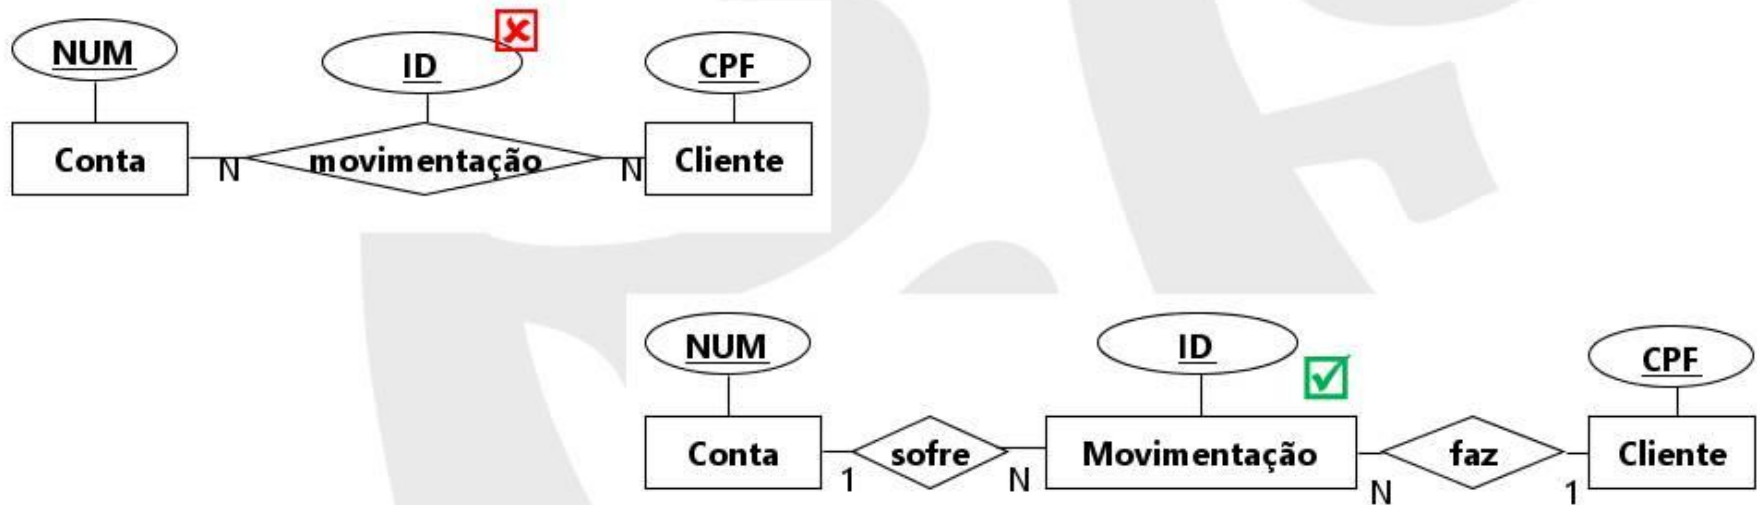 NUM
ID
CPF
Conta
N
movimentação
N
Cliente
NUM
ID
CPF
Conta
1
sofre
N
Movimentação
N
faz
1
Cliente